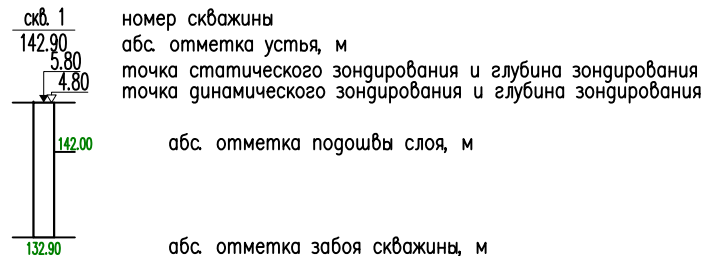 скв. 1 номер скважины
142.90 абс. отметка устья, м
5.80 точка статического зондирования и глубина зондирования
4.80 точка динамического зондирования и глубина зондирования
142.00 абс. отметка подошвы слоя, м
132.90 абс. отметка забоя скважины, м